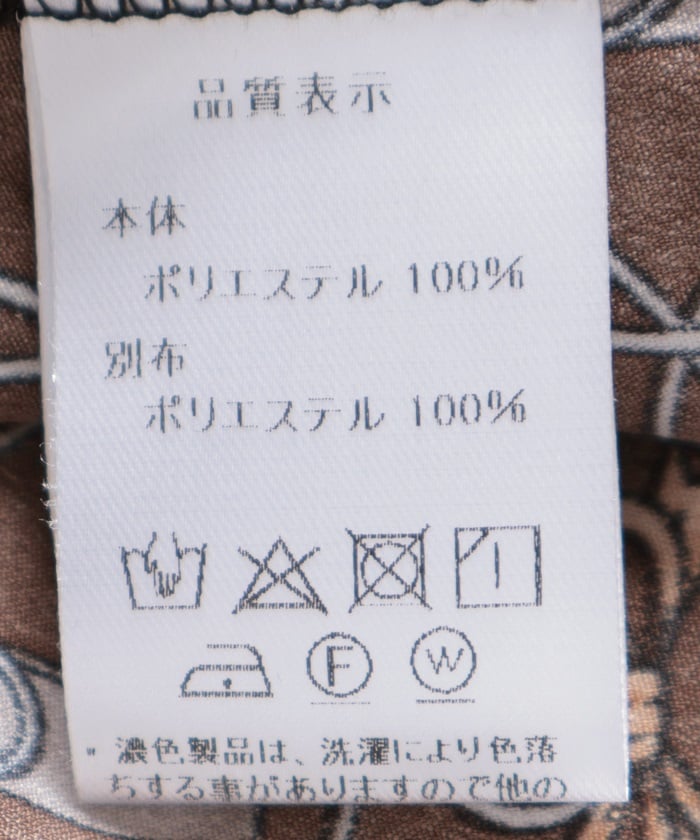 品質表示
本体
ポリエステル 100%
別布
ポリエステル 100%
F W
・濃色製品は、洗濯により色落
ちする事がありますので他の